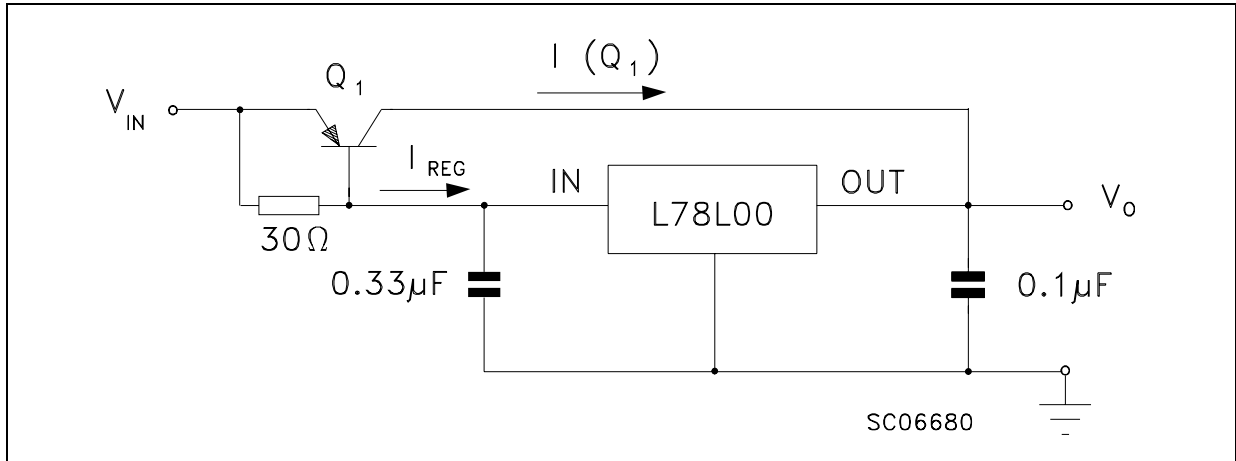 I (Q1)
Q1
VIN
IREG
IN
OUT
VO
L78L00
30Ω
0.33µF
0.1µF
SC06680